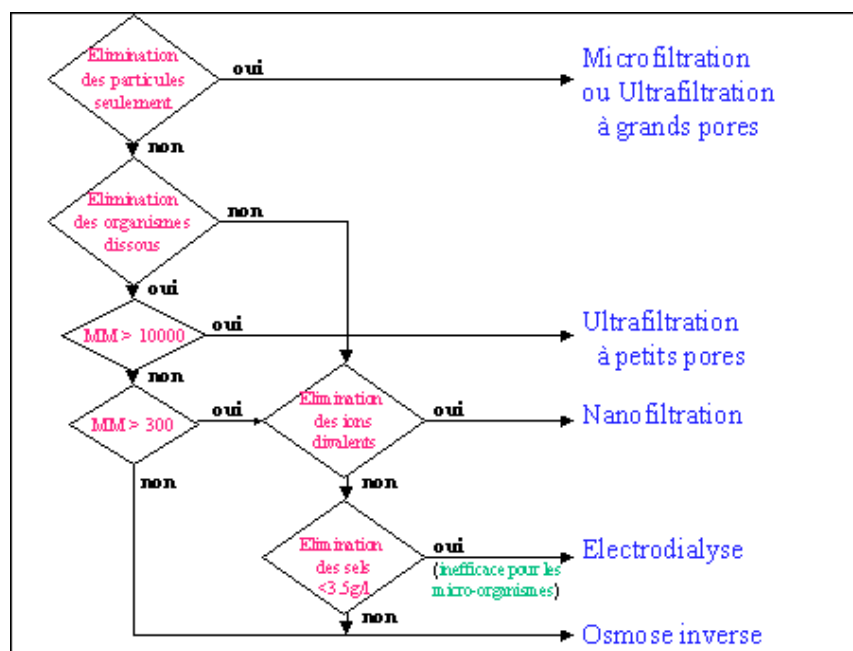 Elimination
des particules
seulement
oui
Microfiltration
ou Ultrafiltration
à grands pores
non
Elimination
des organismes
dissous
non
oui
MM > 10000
oui
Ultrafiltration
à petits pores
non
MM > 300
oui
Elimination
des ions
divalents
oui
Nanofiltration
non
non
Elimination
des sels
<3.5g/l
oui
(inefficace pour les
micro-organismes)
Electrodialyse
non
Osmose inverse